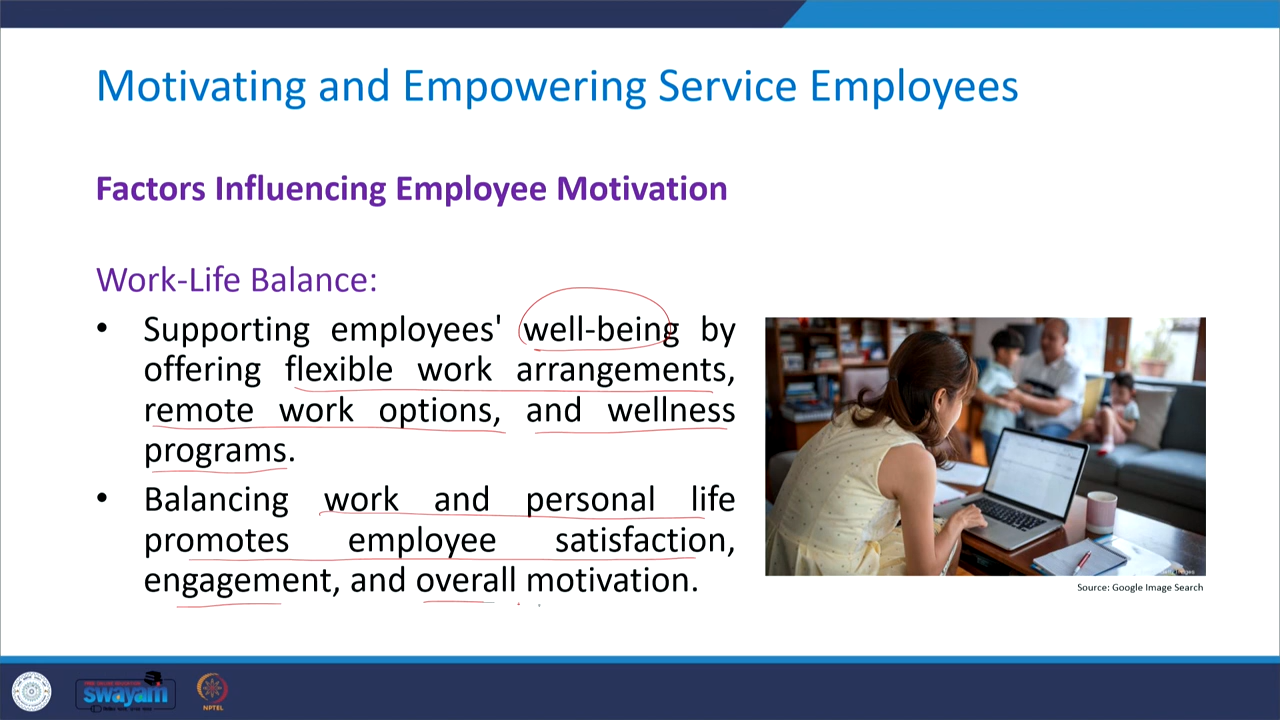 Motivating and Empowering Service Employees
Factors Influencing Employee Motivation
Work-Life Balance:
• Supporting employees' well-being by
offering flexible work arrangements,
remote work options, and wellness
programs.
• Balancing work and personal life
promotes employee satisfaction,
engagement, and overall motivation.
Source: Google Image Search
swayam
NPTEL